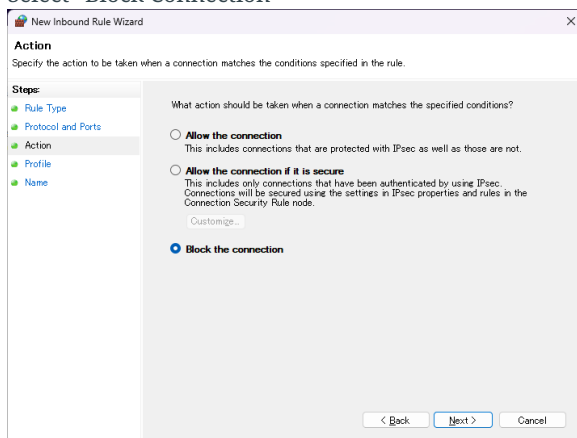 Select "Block Connection"
New Inbound Rule Wizard
Action
Specify the action to be taken when a connection matches the conditions specified in the rule.
Steps:
Rule Type
Protocol and Ports
Action
Profile
Name
What action should be taken when a connection matches the specified conditions?
Allow the connection
This includes connections that are protected with IPsec as well as those are not.
Allow the connection if it is secure
This includes only connections that have been authenticated by using IPsec.
Connections will be secured using the settings in IPsec properties and rules in the
Connection Security Rule node.
Customize...
Block the connection
< Back
Next >
Cancel